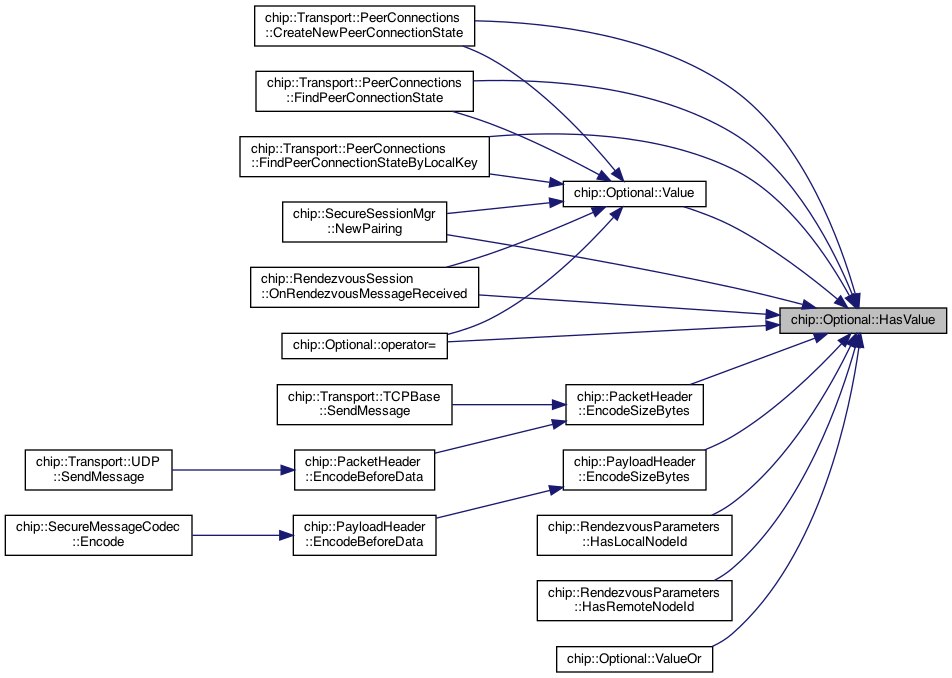 chip::Transport::PeerConnections
::CreateNewPeerConnectionState
chip::Transport::PeerConnections
::FindPeerConnectionState
chip::Transport::PeerConnections
::FindPeerConnectionStateByLocalKey
chip::Optional::Value
chip::SecureSessionMgr
::NewPairing
chip::RendezvousSession
::OnRendezvousMessageReceived
chip::Optional::HasValue
chip::Optional::operator=
chip::Transport::TCPBase
::SendMessage
chip::PacketHeader
::EncodeSizeBytes
chip::Transport::UDP
::SendMessage
chip::PacketHeader
::EncodeBeforeData
chip::PayloadHeader
::EncodeSizeBytes
chip::SecureMessageCodec
::Encode
chip::PayloadHeader
::EncodeBeforeData
chip::RendezvousParameters
::HasLocalNodeId
chip::RendezvousParameters
::HasRemoteNodeId
chip::Optional::ValueOr